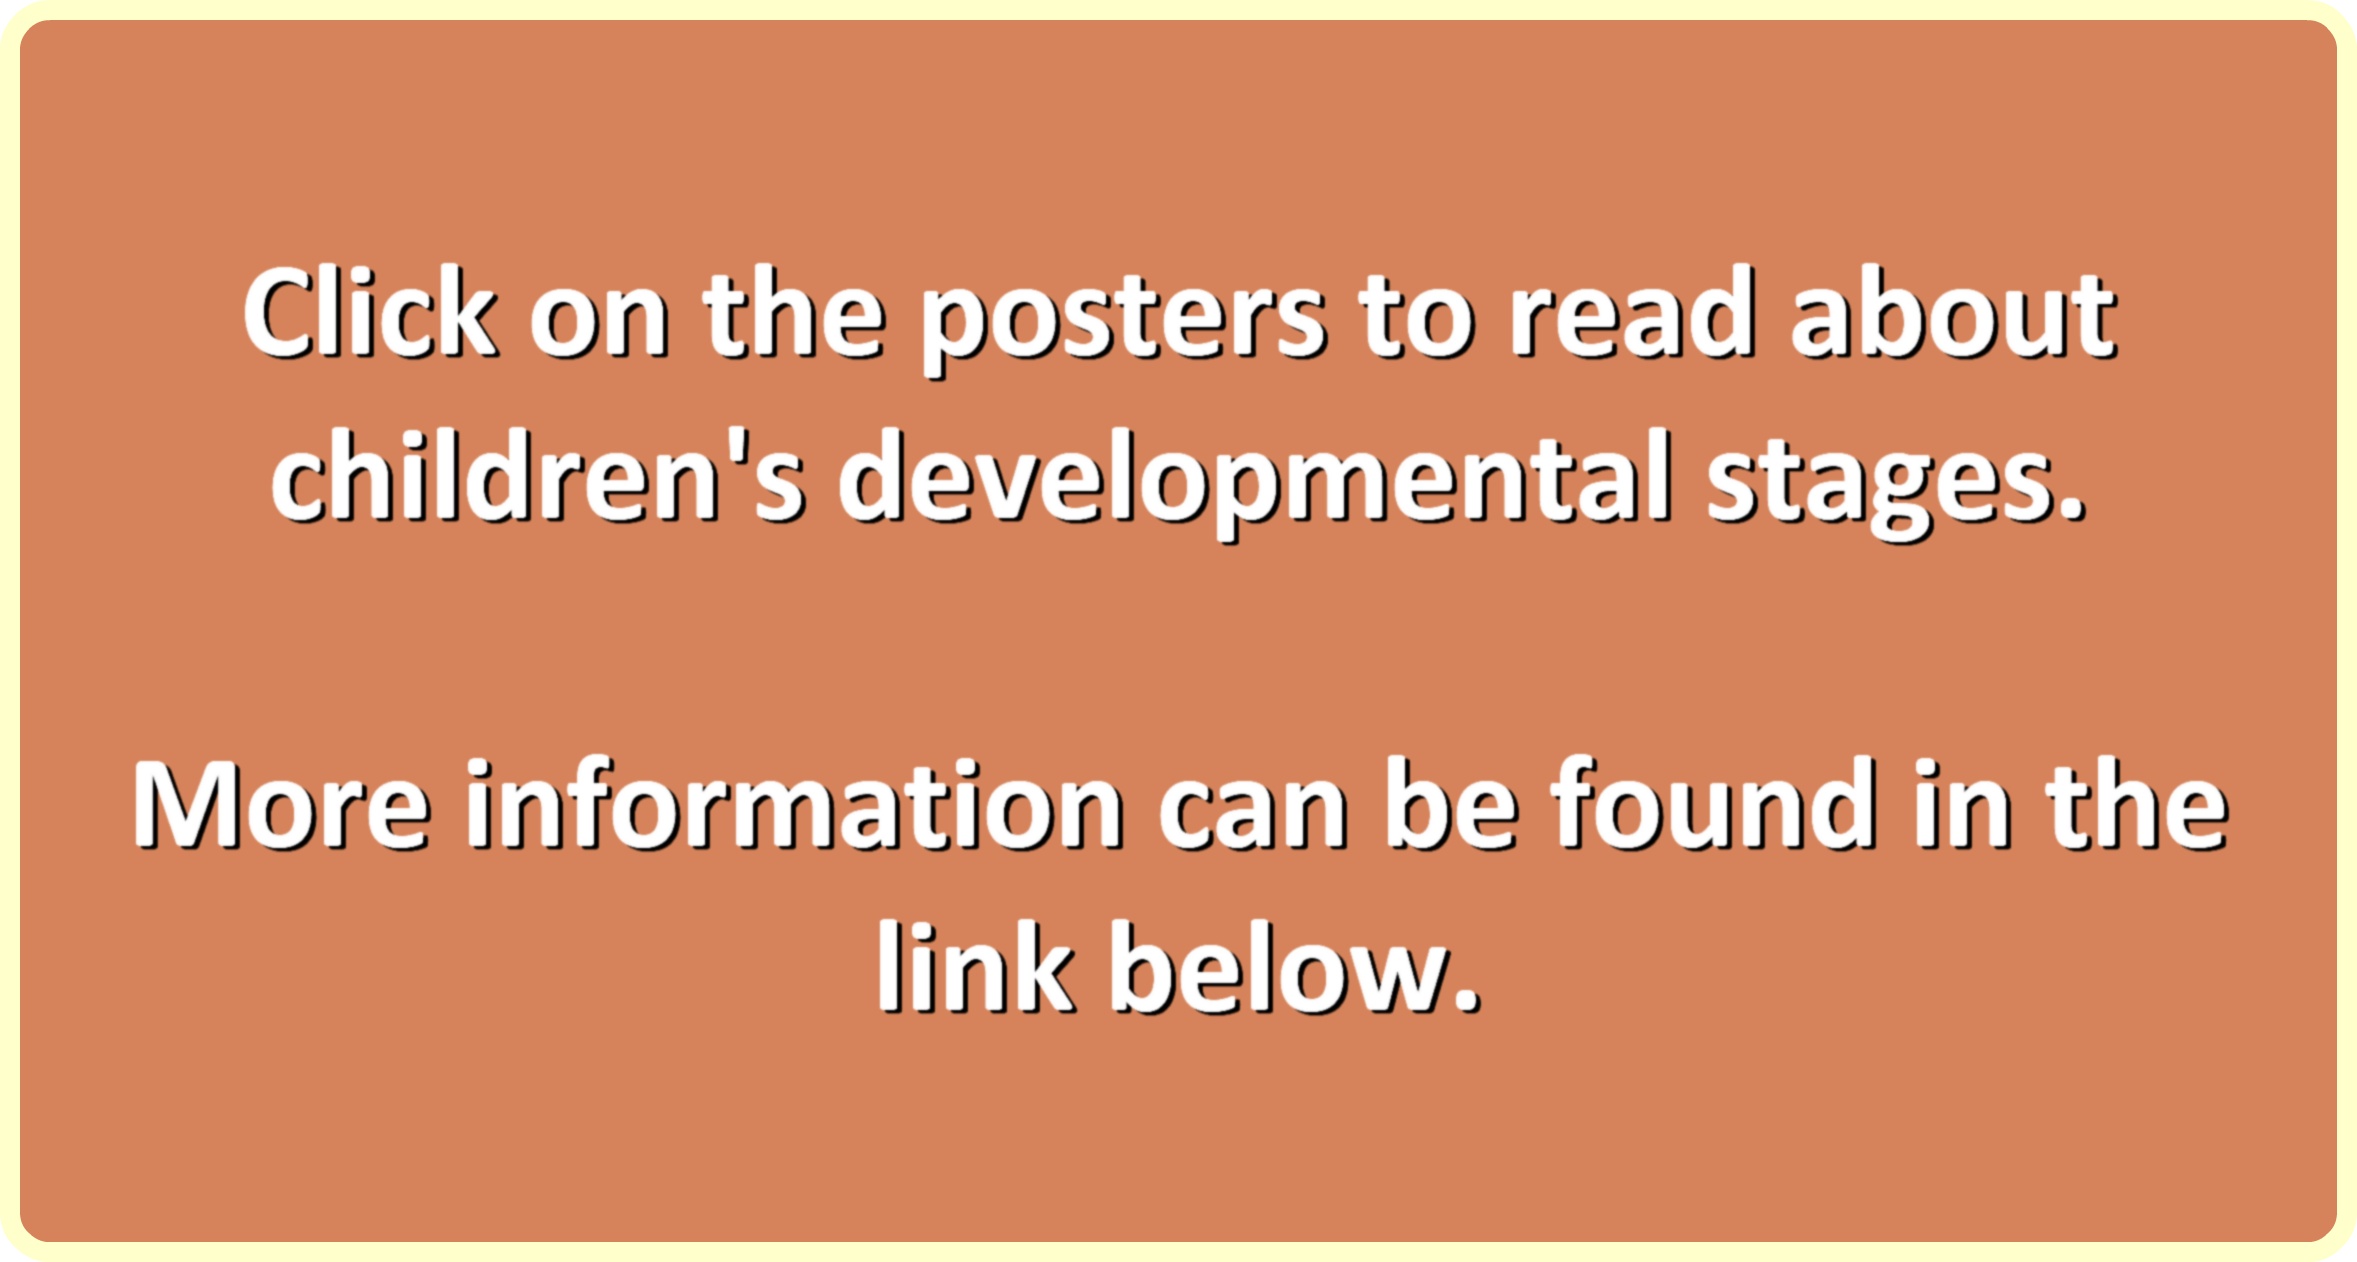 Click on the posters to read about
children's developmental stages.
More information can be found in the
link below.